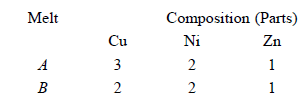 Melt Composition (Parts)
Cu Ni Zn
A 3 2 1
B 2 2 1